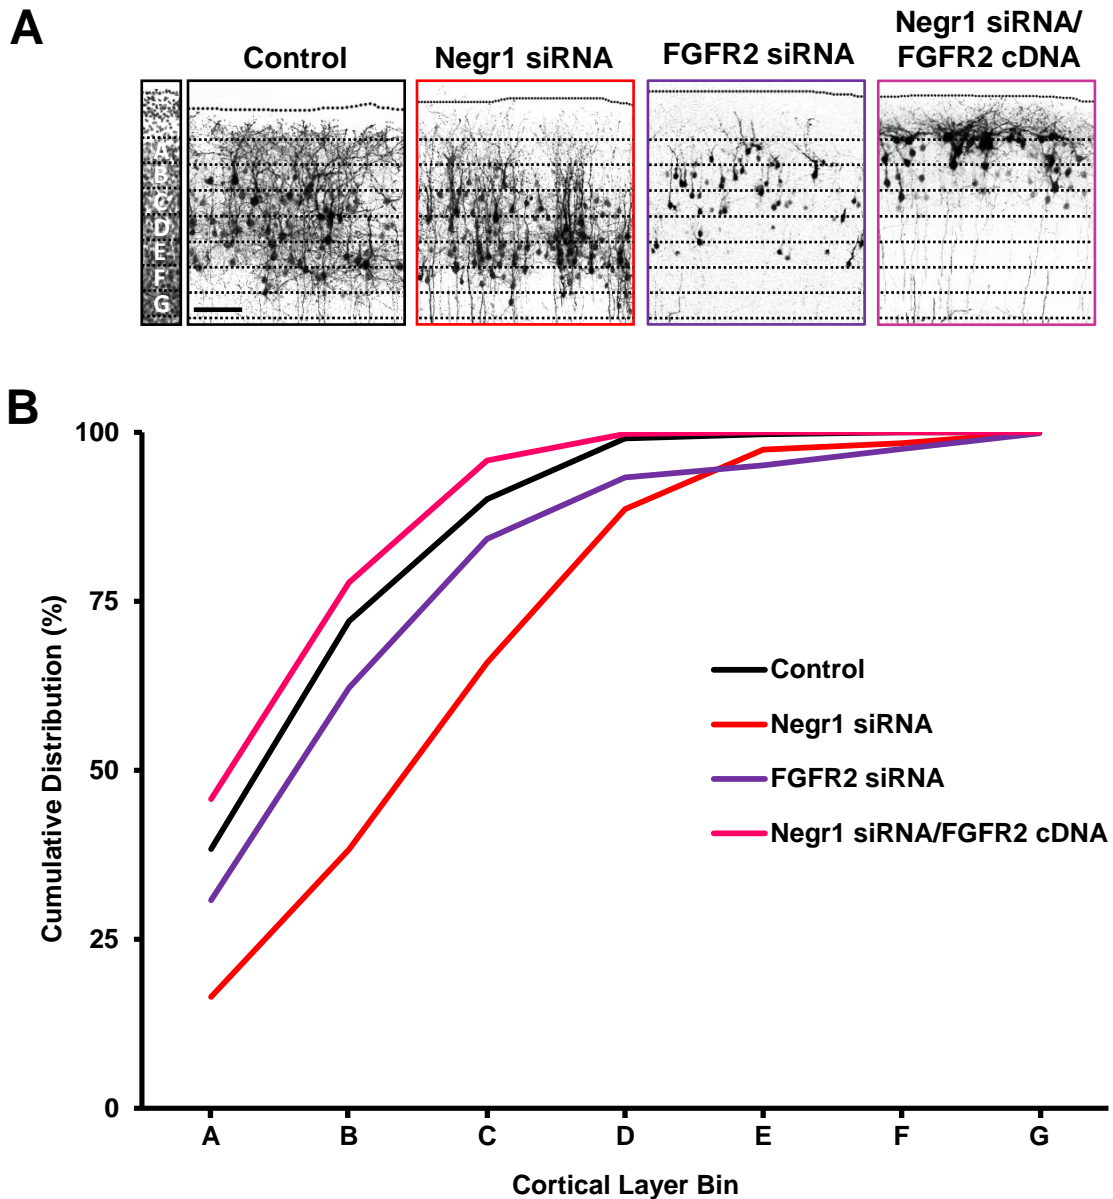 A
Control
Negr1 siRNA
FGFR2 siRNA
Negr1 siRNA/
FGFR2 cDNA
A
B
C
D
E
F
G
B
100
75
50
25
0
Cumulative Distribution (%)
Control
Negr1 siRNA
FGFR2 siRNA
Negr1 siRNA/FGFR2 cDNA
A B C D E F G
Cortical Layer Bin